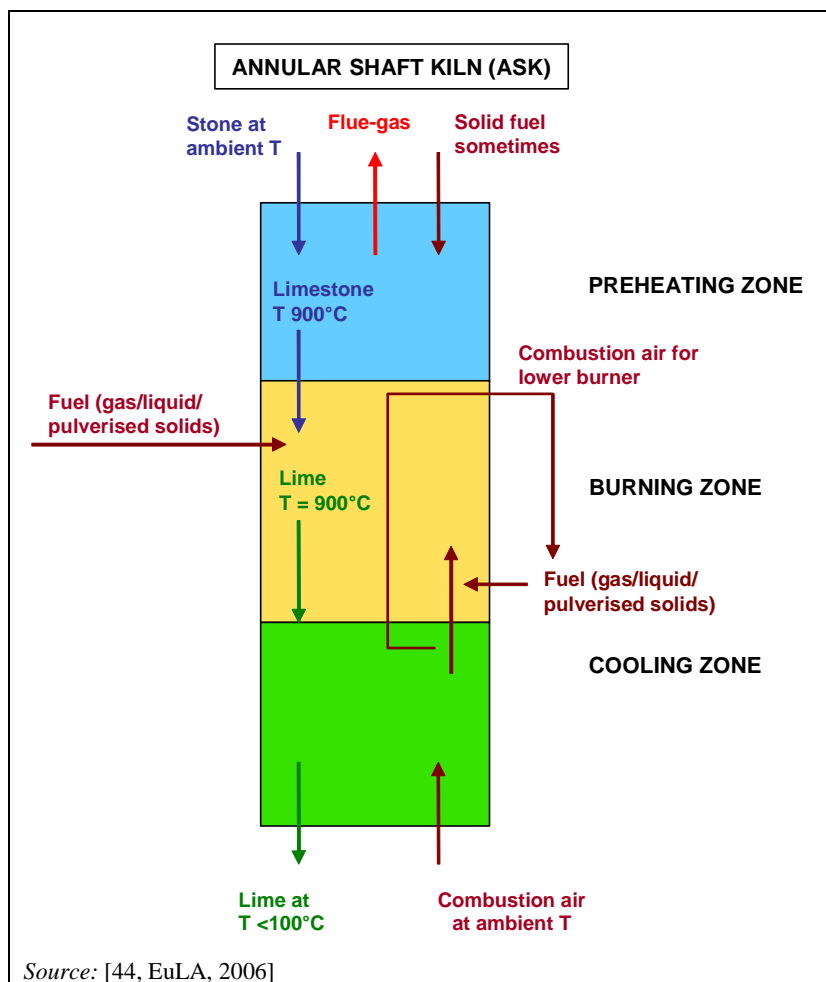 ANNULAR SHAFT KILN (ASK)
Stone at
ambient T
Flue-gas
Solid fuel
sometimes
Limestone
T 900°C
PREHEATING ZONE
Combustion air for
lower burner
Fuel (gas/liquid/
pulverised solids)
Lime
T = 900°C
BURNING ZONE
Fuel (gas/liquid/
pulverised solids)
COOLING ZONE
Lime at
T <100°C
Combustion air
at ambient T
Source: [44, EuLA, 2006]